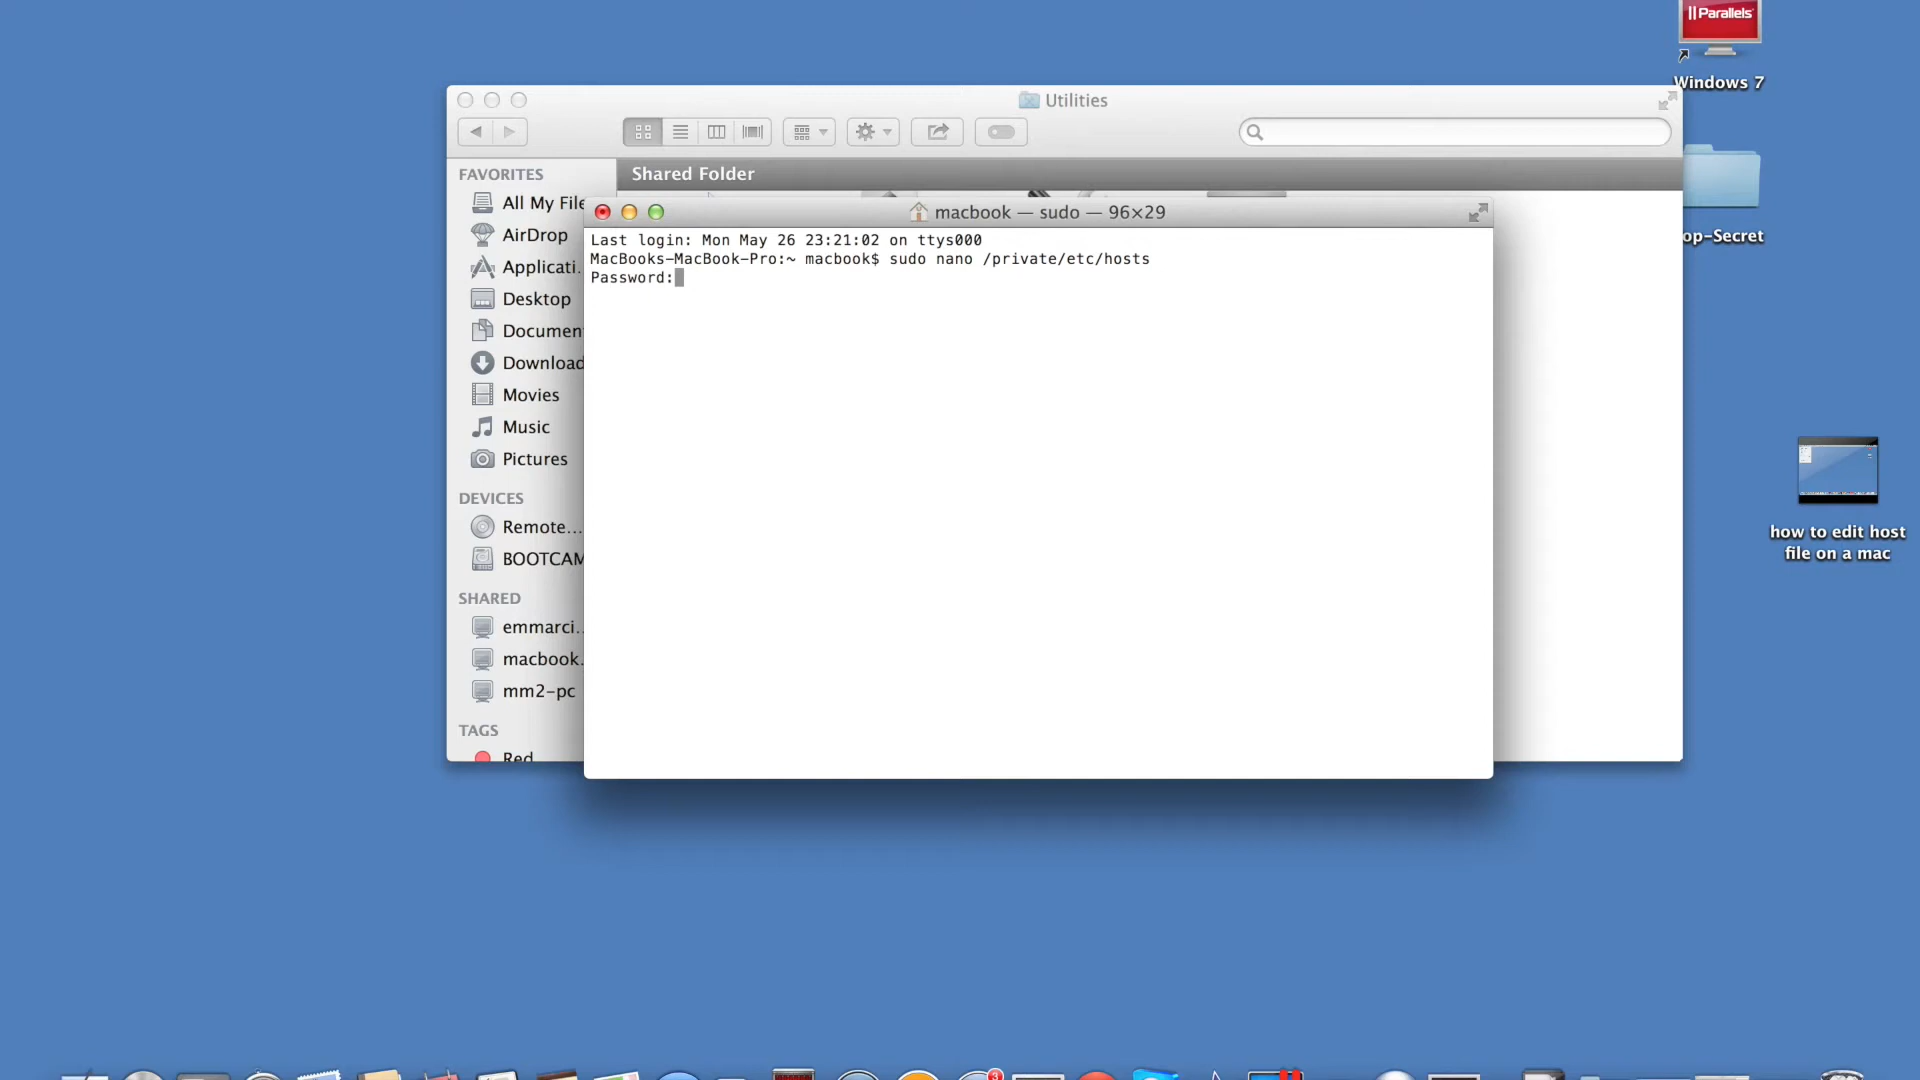 Parallels
Windows 7
Utilities
FAVORITES
Shared Folder
All My File
AirDrop
Applicati.
Desktop
Documen
Download
Movies
Music
Pictures
DEVICES
Remote...
BOOTCAM
SHARED
emmarci..
macbook.
mm2-pc
TAGS
Red
macbook — sudo — 96×29
Last login: Mon May 26 23:21:02 on ttys000
MacBooks-MacBook-Pro:~ macbook$ sudo nano /private/etc/hosts
Password:
op-Secret
how to edit host
file on a mac
3